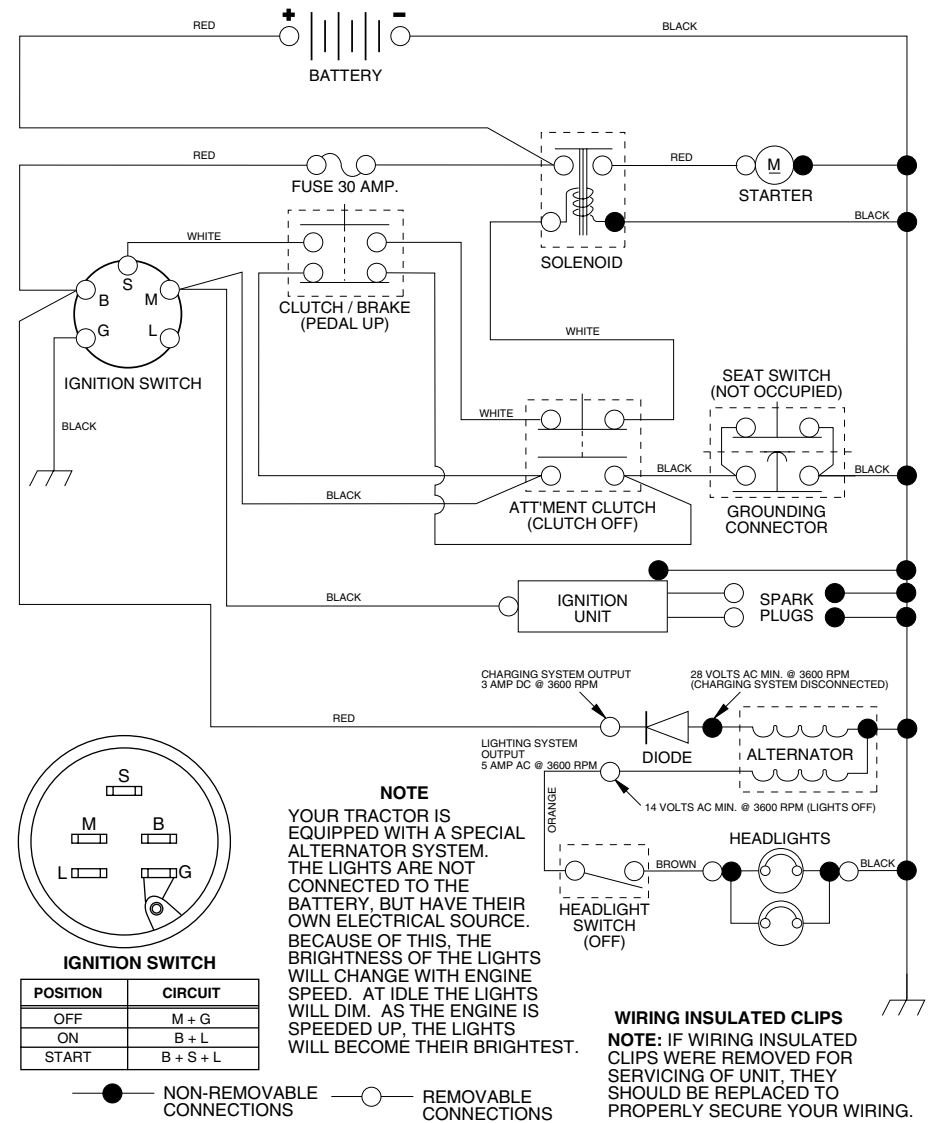 +
-
RED
BLACK
BATTERY
RED
RED
M
FUSE 30 AMP.
STARTER
WHITE
BLACK
SOLENOID
S
B
M
G
L
CLUTCH / BRAKE
(PEDAL UP)
IGNITION SWITCH
WHITE
BLACK
SEAT SWITCH
(NOT OCCUPIED)
WHITE
BLACK
BLACK
BLACK
ATT'MENT CLUTCH
(CLUTCH OFF)
GROUNDING
CONNECTOR
BLACK
IGNITION
UNIT
SPARK
PLUGS
CHARGING SYSTEM OUTPUT
3 AMP DC @ 3600 RPM
28 VOLTS AC MIN. @ 3600 RPM
(CHARGING SYSTEM DISCONNECTED)
RED
DIODE
ALTERNATOR
LIGHTING SYSTEM
OUTPUT
5 AMP AC @ 3600 RPM
14 VOLTS AC MIN. @ 3600 RPM (LIGHTS OFF)
ORANGE
HEADLIGHTS
BROWN
BLACK
HEADLIGHT
SWITCH
(OFF)
S
M
B
L
G
IGNITION SWITCH
POSITION CIRCUIT
OFF M + G
ON B + L
START B + S + L
NOTE
YOUR TRACTOR IS
EQUIPPED WITH A SPECIAL
ALTERNATOR SYSTEM.
THE LIGHTS ARE NOT
CONNECTED TO THE
BATTERY, BUT HAVE THEIR
OWN ELECTRICAL SOURCE.
BECAUSE OF THIS, THE
BRIGHTNESS OF THE LIGHTS
WILL CHANGE WITH ENGINE
SPEED. AT IDLE THE LIGHTS
WILL DIM. AS THE ENGINE IS
SPEEDED UP, THE LIGHTS
WILL BECOME THEIR BRIGHTEST.
WIRING INSULATED CLIPS
NOTE: IF WIRING INSULATED
CLIPS WERE REMOVED FOR
SERVICING OF UNIT, THEY
SHOULD BE REPLACED TO
PROPERLY SECURE YOUR WIRING.
NON-REMOVABLE
CONNECTIONS
REMOVABLE
CONNECTIONS